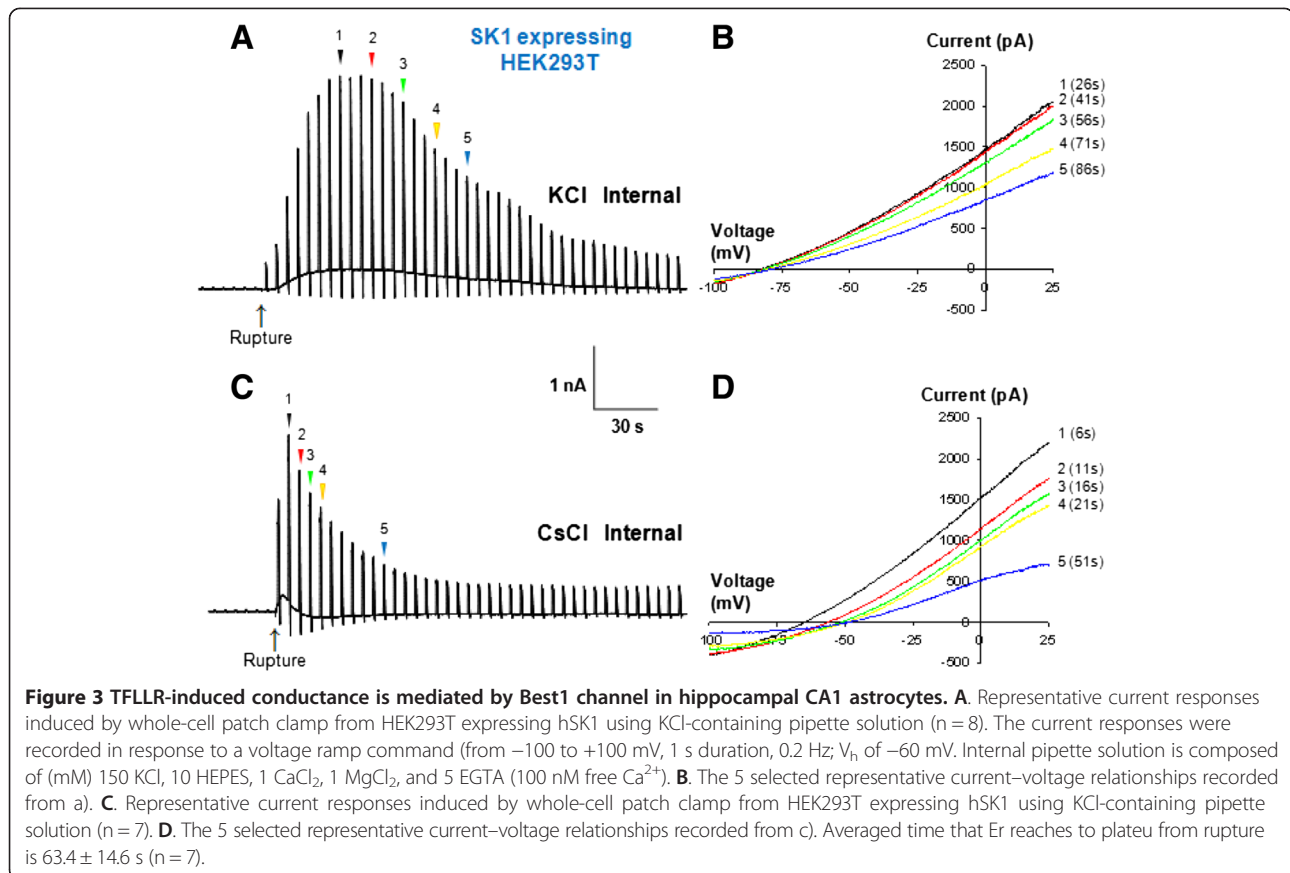 A
SK1 expressing
HEK293T
1
2
3
4
5
KCl Internal
Rupture
B
Current (pA)
2500
2000
1500
1000
500
0
-500
1 (26s)
2 (41s)
3 (56s)
4 (71s)
5 (86s)
Voltage
(mV)
-100
-75
-50
-25
0
25
1 nA
30 s
C
1
2
3
4
5
CsCl Internal
Rupture
D
Current (pA)
2500
2000
1500
1000
500
0
-500
1 (6s)
2 (11s)
3 (16s)
4 (21s)
5 (51s)
Voltage
(mV)
100
-75
-50
-25
0
25
Figure 3 TFLLR-induced conductance is mediated by Best1 channel in hippocampal CA1 astrocytes. A. Representative current responses
induced by whole-cell patch clamp from HEK293T expressing hSK1 using KCl-containing pipette solution (n = 8). The current responses were
recorded in response to a voltage ramp command (from −100 to +100 mV, 1 s duration, 0.2 Hz; Vh of −60 mV. Internal pipette solution is composed
of (mM) 150 KCl, 10 HEPES, 1 CaCl2, 1 MgCl2, and 5 EGTA (100 nM free Ca2+). B. The 5 selected representative current–voltage relationships recorded
from a). C. Representative current responses induced by whole-cell patch clamp from HEK293T expressing hSK1 using KCl-containing pipette
solution (n = 7). D. The 5 selected representative current–voltage relationships recorded from c). Averaged time that Er reaches to plateu from rupture
is 63.4 ± 14.6 s (n = 7).